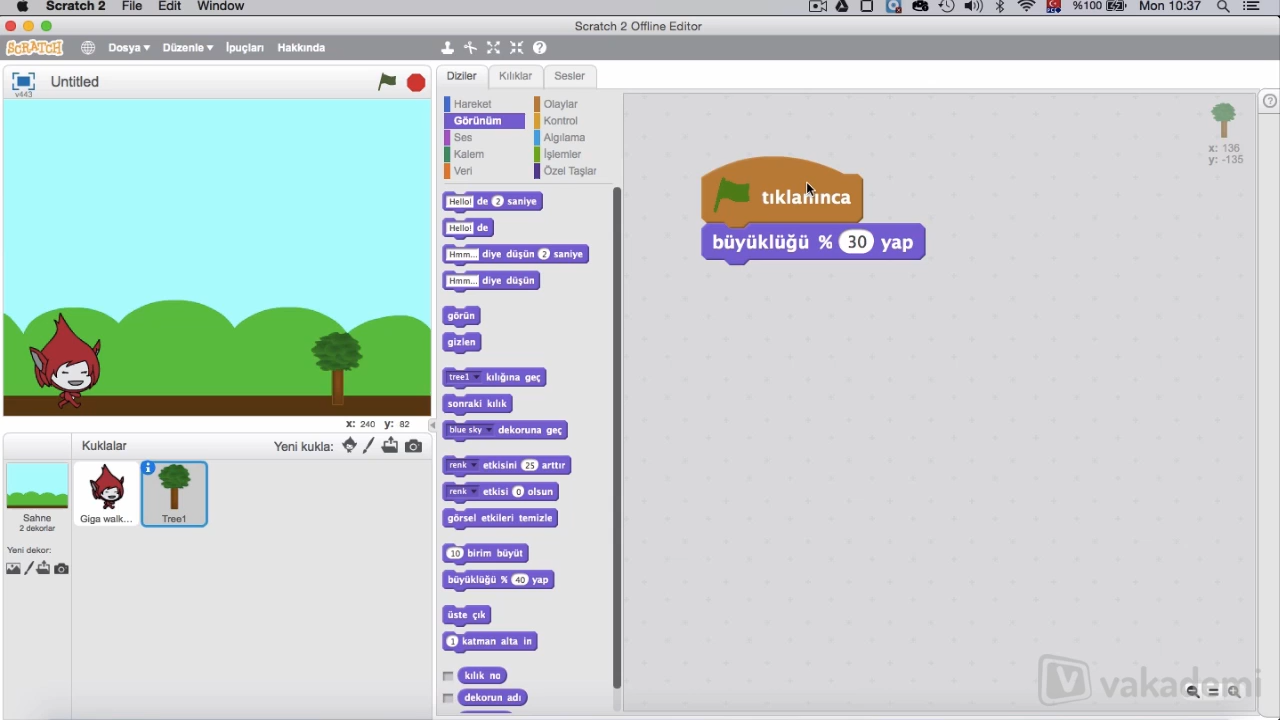 Scratch 2 File Edit Window %100 Mon 10:37
Scratch 2 Offline Editor
SCRATCH Dosya Düzenle İpuçları Hakkında
v443 Untitled
Diziler Kılıklar Sesler
Hareket Olaylar
Görünüm Kontrol
Ses Algılama
Kalem İşlemler
Veri Özel Taşlar
Hello! de 2 saniye
Hello! de
Hmm... diye düşün 2 saniye
Hmm... diye düşün
görün
gizlen
tree1 kılığına geç
sonraki kılık
blue sky dekoruna geç
renk etkisini 25 arttır
renk etkisi 0 olsun
görsel etkileri temizle
10 birim büyüt
büyüklüğü % 40 yap
üste çık
1 katman alta in
kılık no
dekorun adı
tıklanınca
büyüklüğü % 30 yap
x: 136
y: -135
x: 240 y: 82
Kuklalar Yeni kukla:
Sahne
2 dekorlar
Yeni dekor:
Giga walk...
Tree1
vakademi